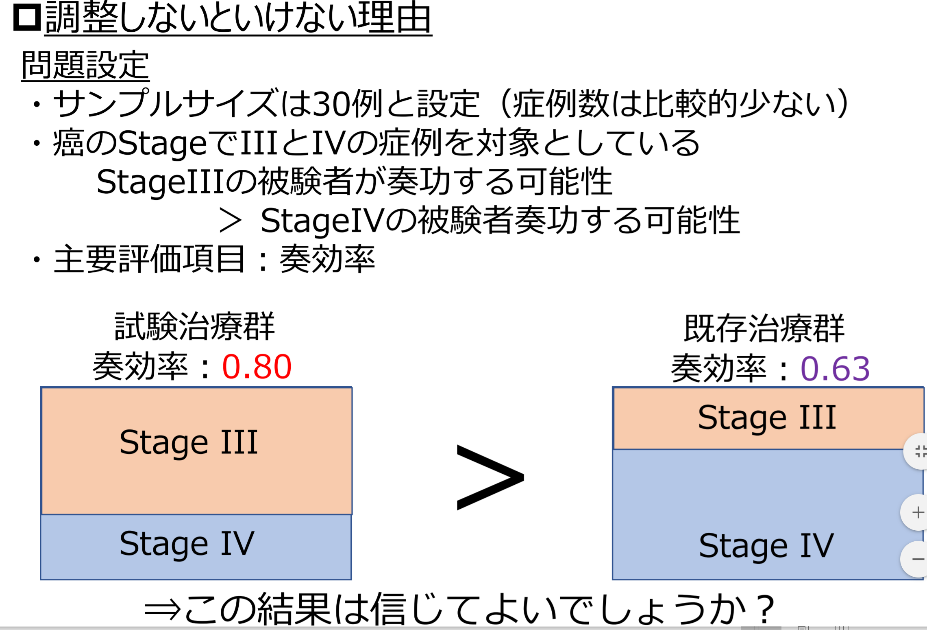 調整しないといけない理由
問題設定
・サンプルサイズは30例と設定（症例数は比較的少ない）
・癌のStageでIIIとIVの症例を対象としている
StageIIIの被験者が奏功する可能性
＞ StageIVの被験者奏功する可能性
・主要評価項目：奏効率
試験治療群
奏効率：0.80
既存治療群
奏効率：0.63
Stage III
Stage IV
>
Stage III
Stage IV
⇒この結果は信じてよいでしょうか？